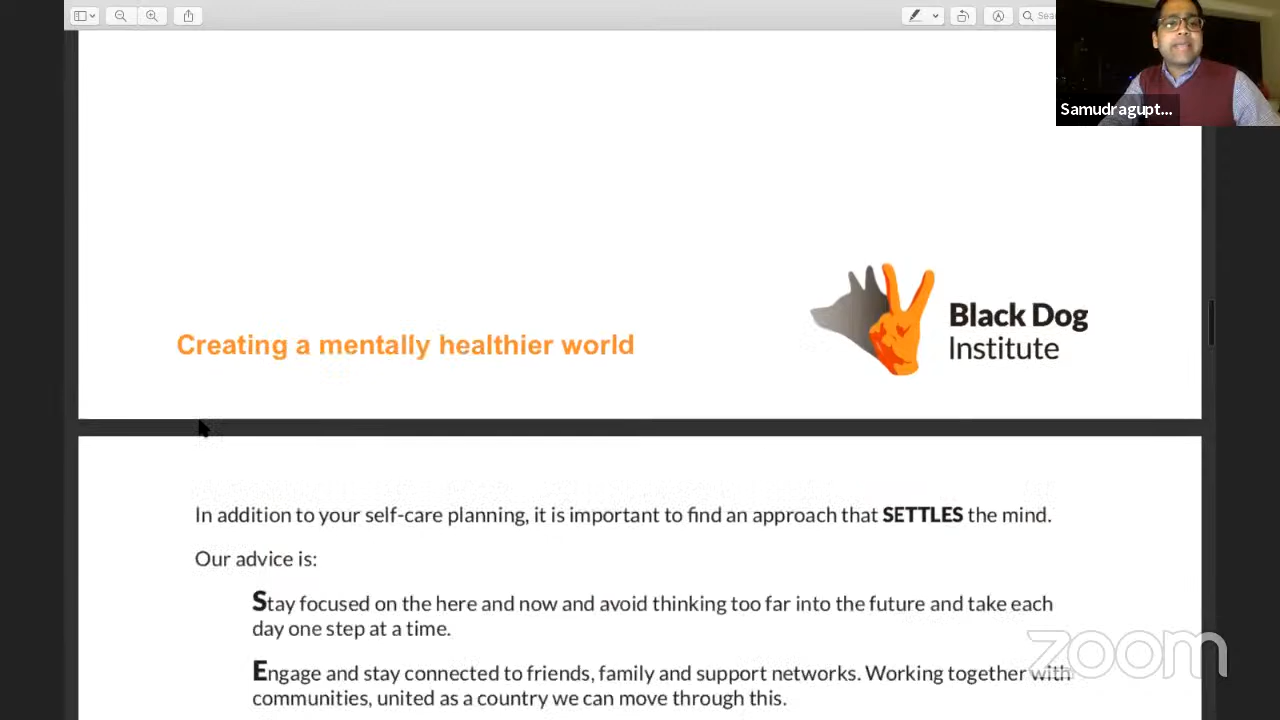 Sea
Samudragupt...
Black Dog
Institute
Creating a mentally healthier world
In addition to your self-care planning, it is important to find an approach that SETTLES the mind.
Our advice is:
Stay focused on the here and now and avoid thinking too far into the future and take each
day one step at a time.
Engage and stay connected to friends, family and support networks. Working together with
communities, united as a country we can move through this.
zoom